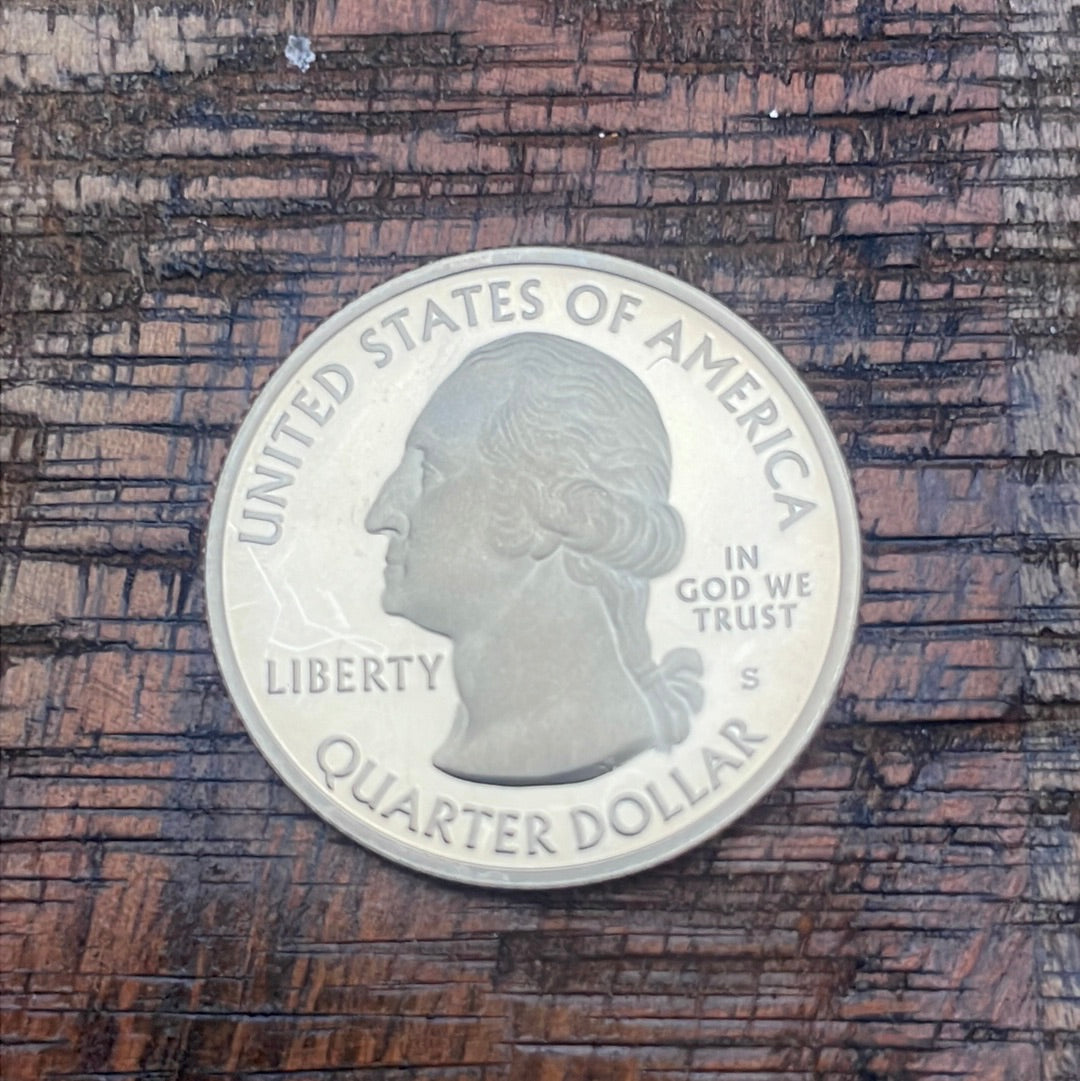 UNITED STATES OF AMERICA
IN
GOD WE
TRUST
LIBERTY
S
QUARTER DOLLAR